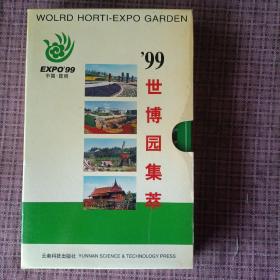 WOLRD HORTI-EXPO GARDEN
EXPO'99
中国·昆明
'99
世博园集萃
云南科技出版社 YUNNAN SCIENCE & TECHNOLOGY PRESS